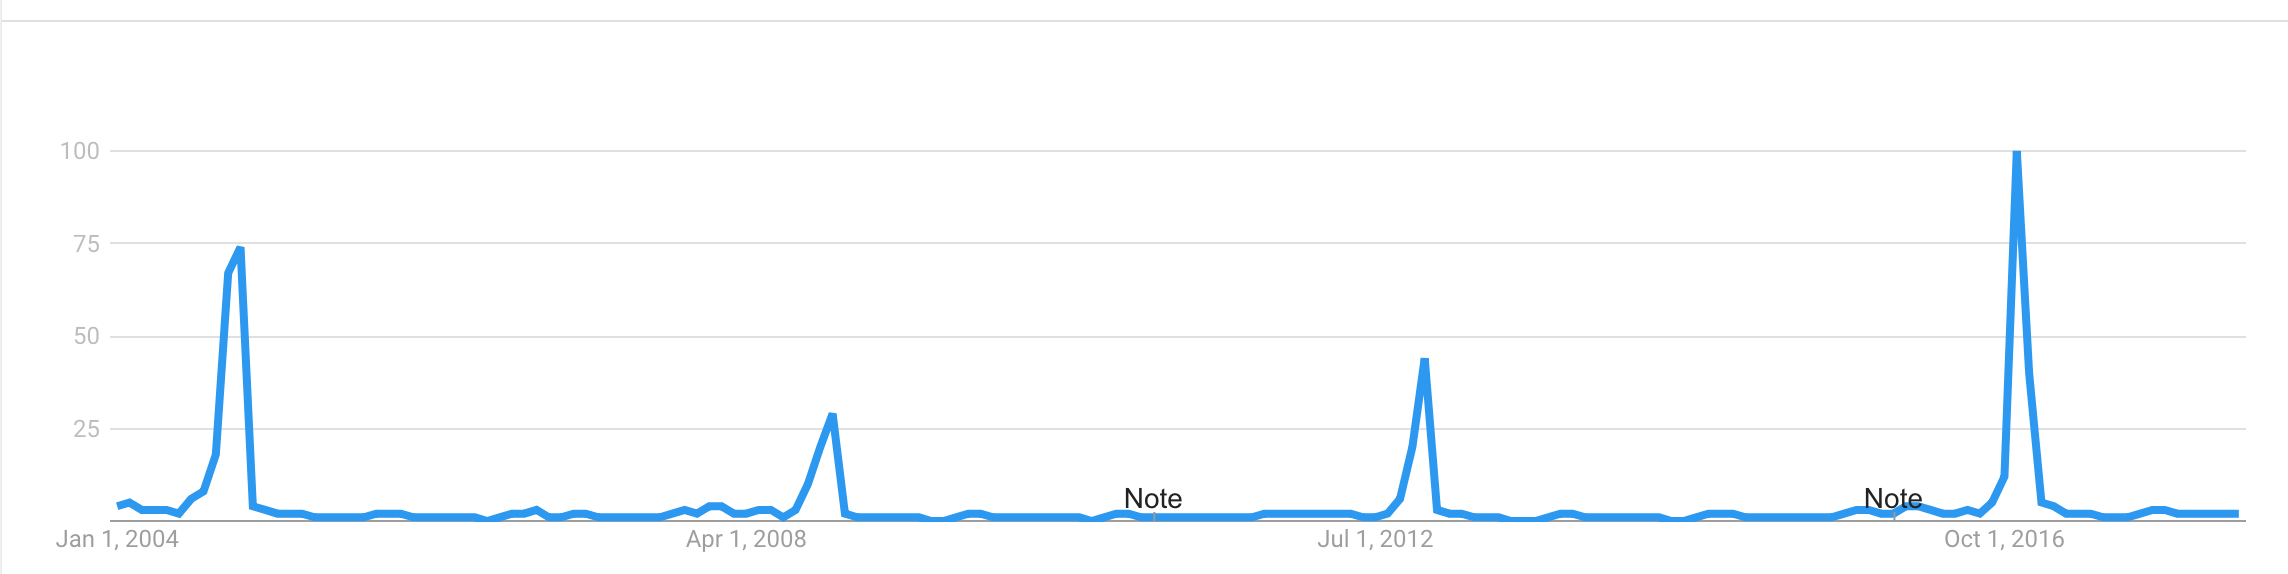 100
75
50
25
Note
Note
Jan 1, 2004
Apr 1, 2008
Jul 1, 2012
Oct 1, 2016